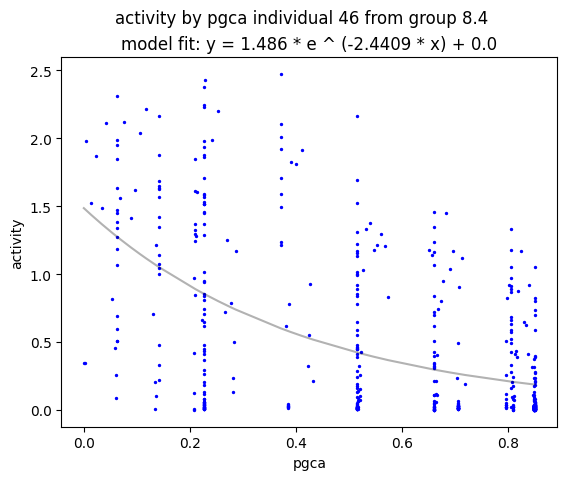 activity by pgca individual 46 from group 8.4
model fit: y = 1.486 * e ^ (-2.4409 * x) + 0.0
2.5
2.0
1.5
1.0
0.5
0.0
activity
0.0 0.2 0.4 0.6 0.8
pgca